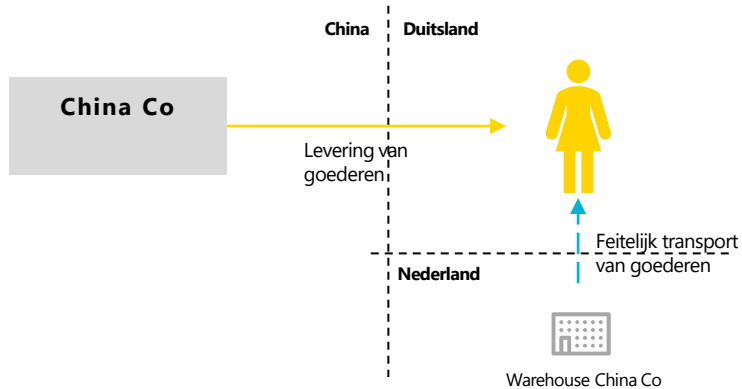 China
Duitsland
China Co
Levering van
goederen
Feitelijk transport
van goederen
Nederland
Warehouse China Co